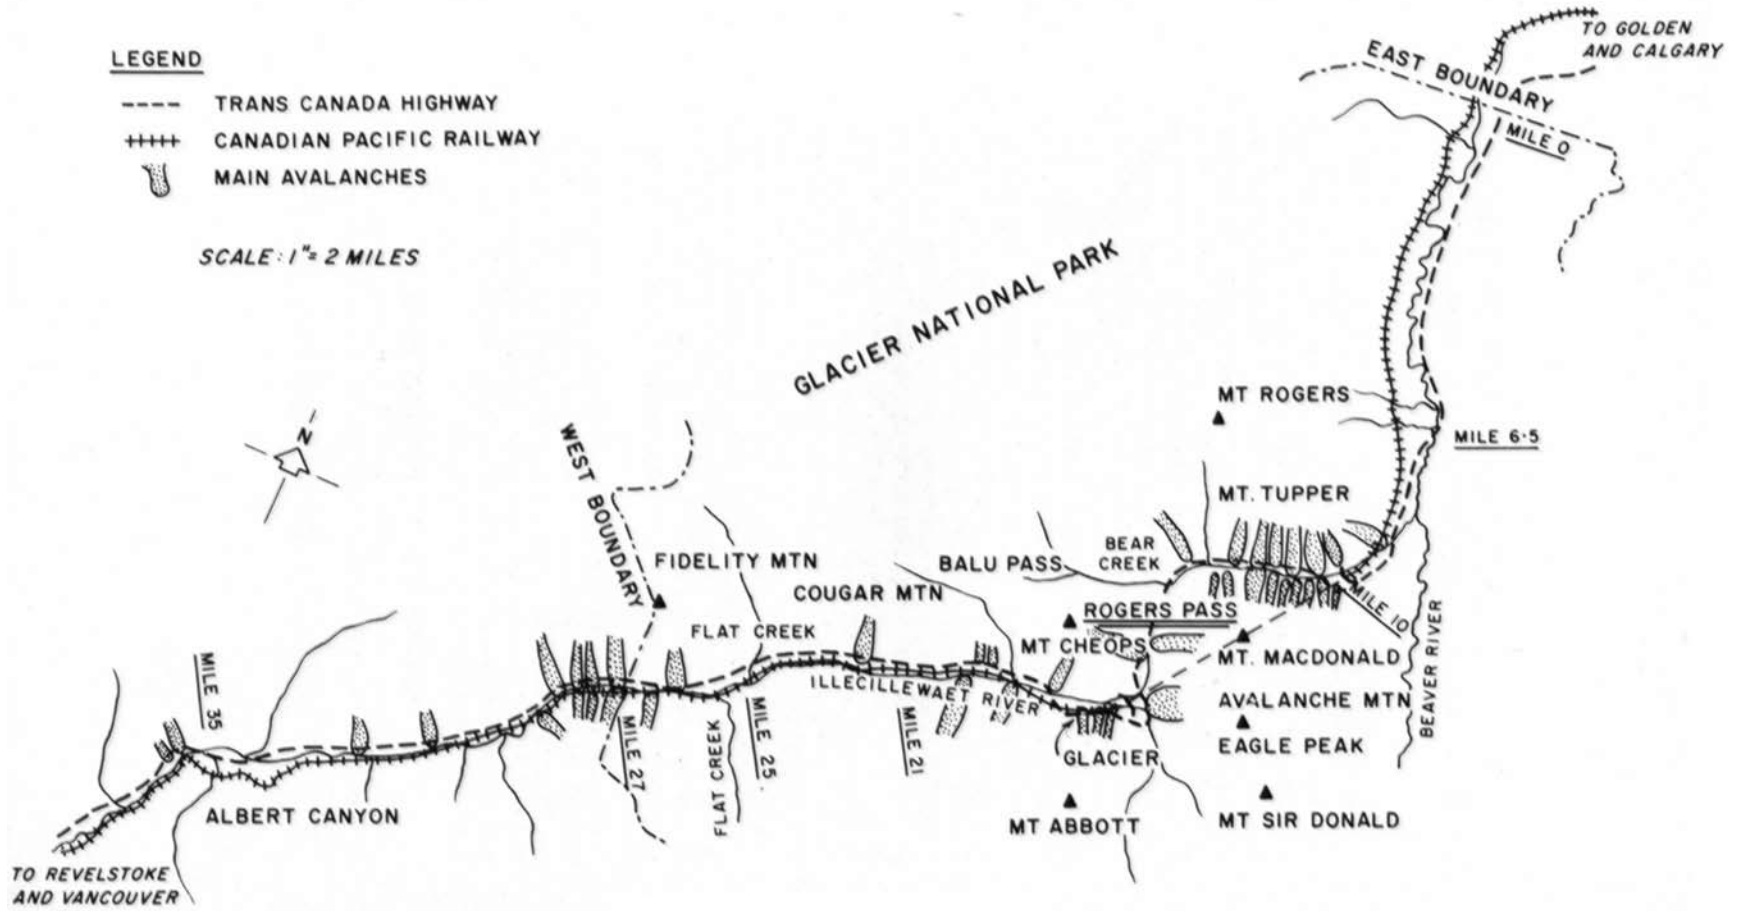 LEGEND
TRANS CANADA HIGHWAY
CANADIAN PACIFIC RAILWAY
MAIN AVALANCHES
SCALE: 1"= 2 MILES
TO GOLDEN
AND CALGARY
EAST BOUNDARY
MILE 0
GLACIER NATIONAL PARK
N
MT ROGERS
MILE 6·5
WEST BOUNDARY
MT. TUPPER
FIDELITY MTN
BALU PASS
BEAR
CREEK
COUGAR MTN
ROGERS PASS
MILE 10
FLAT CREEK
MT CHEOPS
MT. MACDONALD
BEAVER RIVER
MILE 35
ILLECILLEWAET RIVER
AVALANCHE MTN
MILE 27
FLAT CREEK
MILE 25
MILE 21
GLACIER
EAGLE PEAK
ALBERT CANYON
MT ABBOTT
MT SIR DONALD
TO REVELSTOKE
AND VANCOUVER